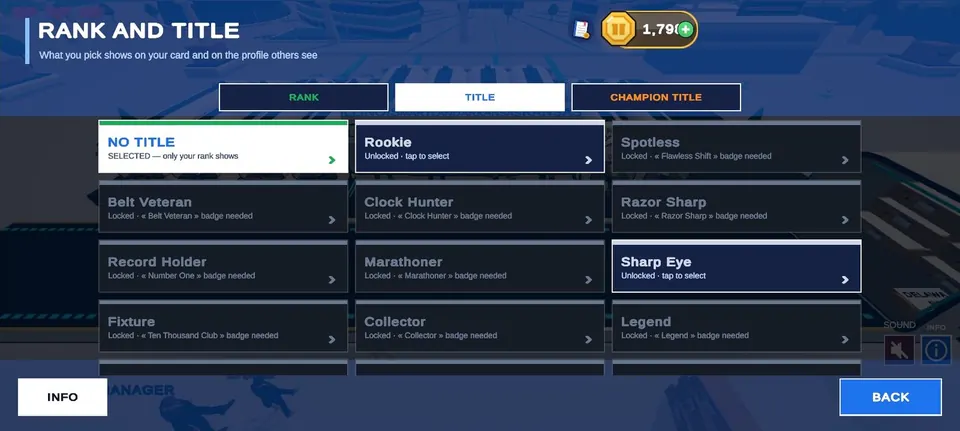 RANK AND TITLE
What you pick shows on your card and on the profile others see
RANK
TITLE
CHAMPION TITLE
NO TITLE
SELECTED — only your rank shows
Rookie
Unlocked · tap to select
Spotless
Locked · « Flawless Shift » badge needed
Belt Veteran
Locked · « Belt Veteran » badge needed
Clock Hunter
Locked · « Clock Hunter » badge needed
Razor Sharp
Locked · « Razor Sharp » badge needed
Record Holder
Locked · « Number One » badge needed
Marathoner
Locked · « Marathoner » badge needed
Sharp Eye
Unlocked · tap to select
Fixture
Locked · « Ten Thousand Club » badge needed
Collector
Locked · « Collector » badge needed
Legend
Locked · « Legend » badge needed
SOUND
INFO
INFO
BACK